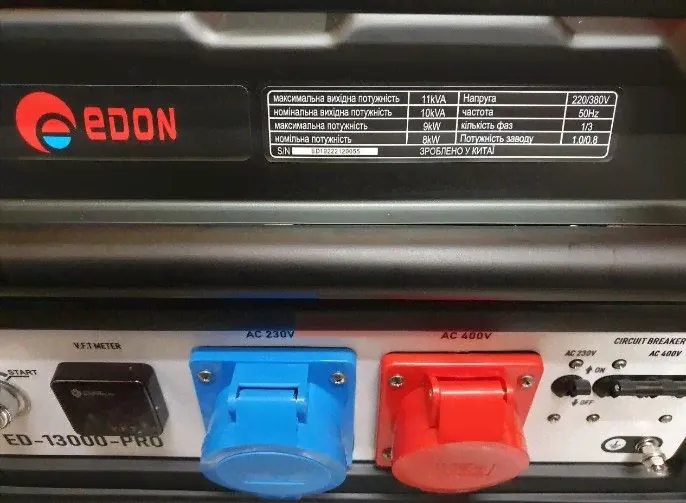 EDON
максимальна вихідна потужність 11kVA Напруга 220/380V
номінальна вихідна потужність 10kVA частота 50Hz
максимальна потужність 9kW кількість фаз 1/3
номільна потужність 8kW Потужність заводу 1.0/0.8
S/N ЗРОБЛЕНО У КИТАЇ
AC 230V AC 400V
V.F.T METER
CIRCUIT BREAKER
AC 230V AC 400V
START
ON
OFF
ED-13000-PRO